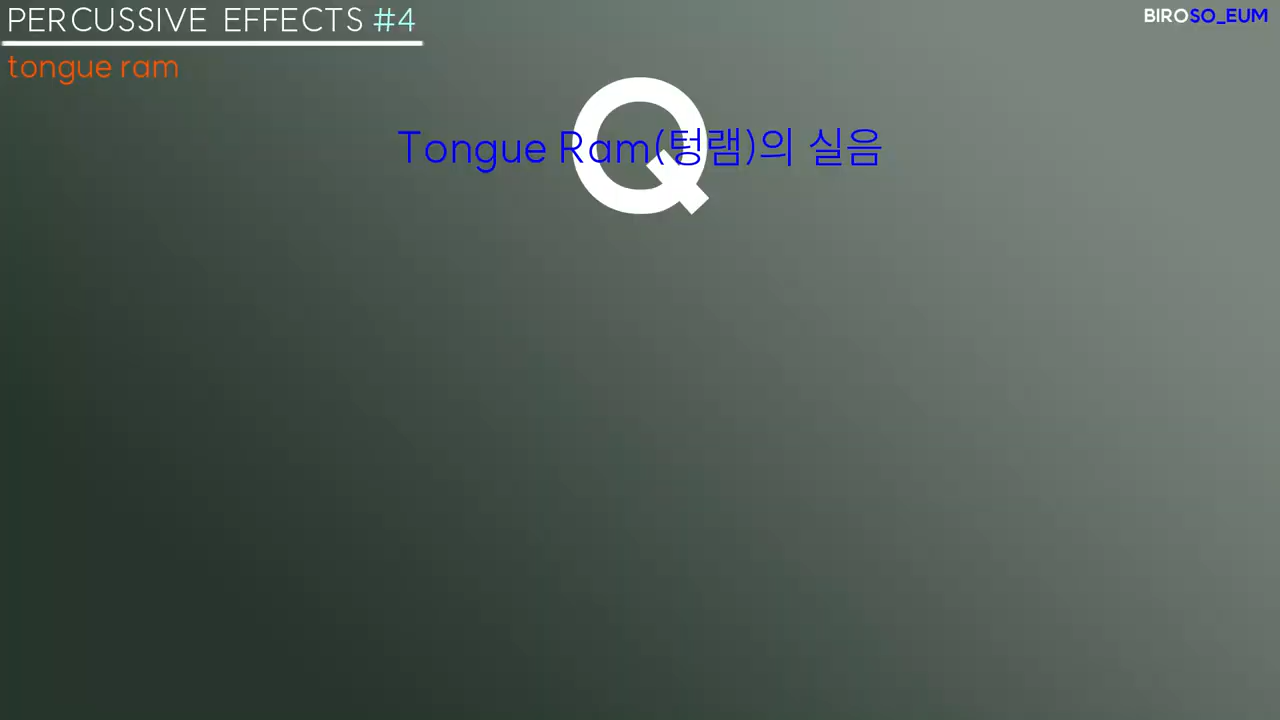 PERCUSSIVE EFFECTS #4
BIROSO_EUM
tongue ram
Q
Tongue Ram(텅램)의 실음